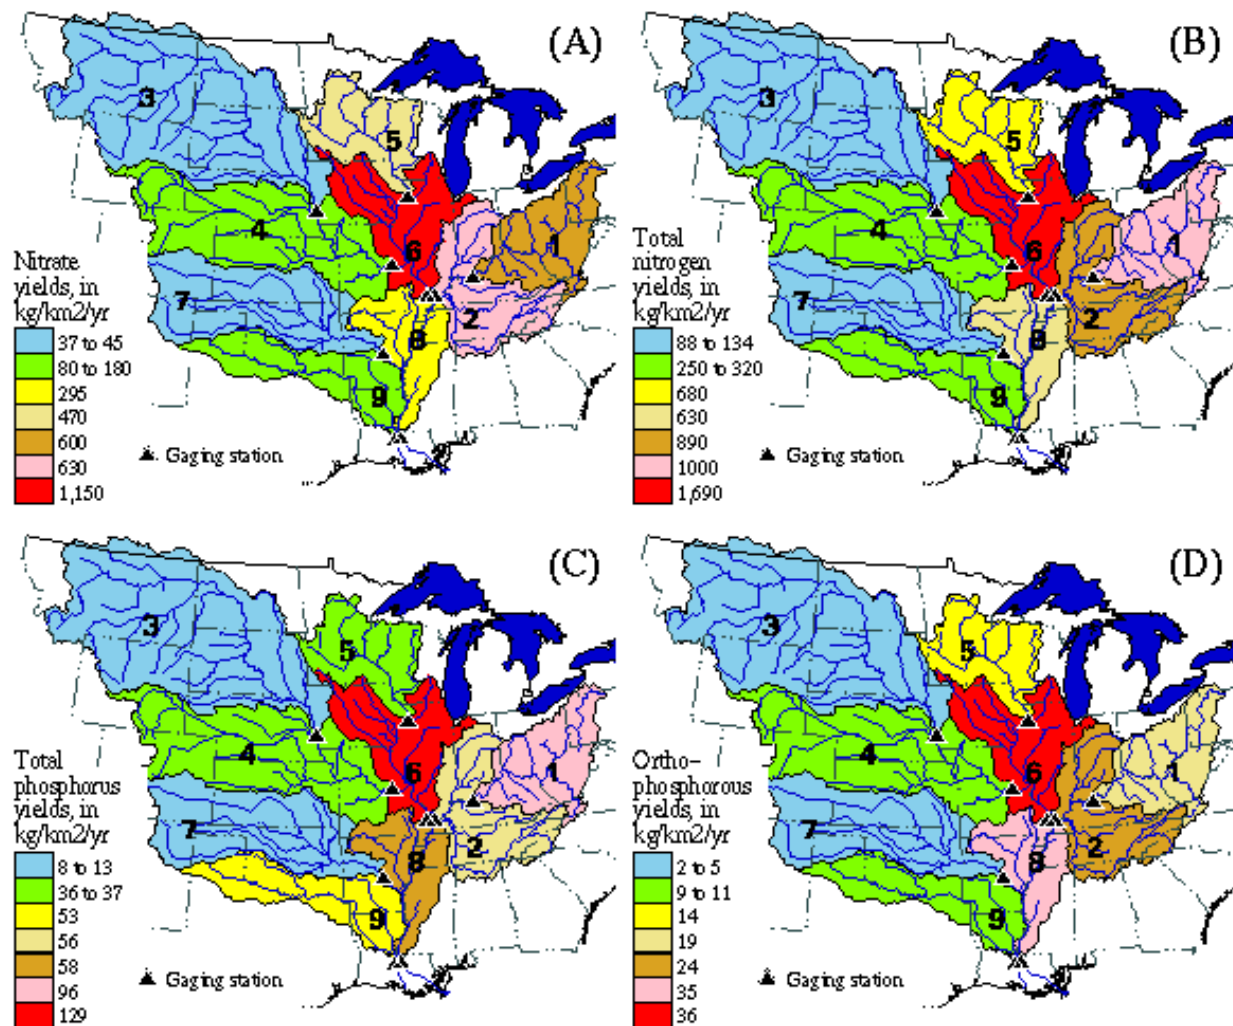 (A)
3
5
4
6
1
7
2
8
9
Nitrate
yields, in
kg/km2/yr
37 to 45
80 to 180
295
470
600
630
1,150
Gaging station
(B)
3
5
4
6
1
7
2
8
9
Total
nitrogen
yields, in
kg/km2/yr
88 to 134
250 to 320
680
630
890
1000
1,690
Gaging station
(C)
3
5
4
6
1
7
2
8
9
Total
phosphorus
yields, in
kg/km2/yr
8 to 13
36 to 37
53
56
58
96
129
Gaging station
(D)
3
5
4
6
1
7
2
8
9
Ortho-
phosphorous
yields, in
kg/km2/yr
2 to 5
9 to 11
14
19
24
35
36
Gaging station